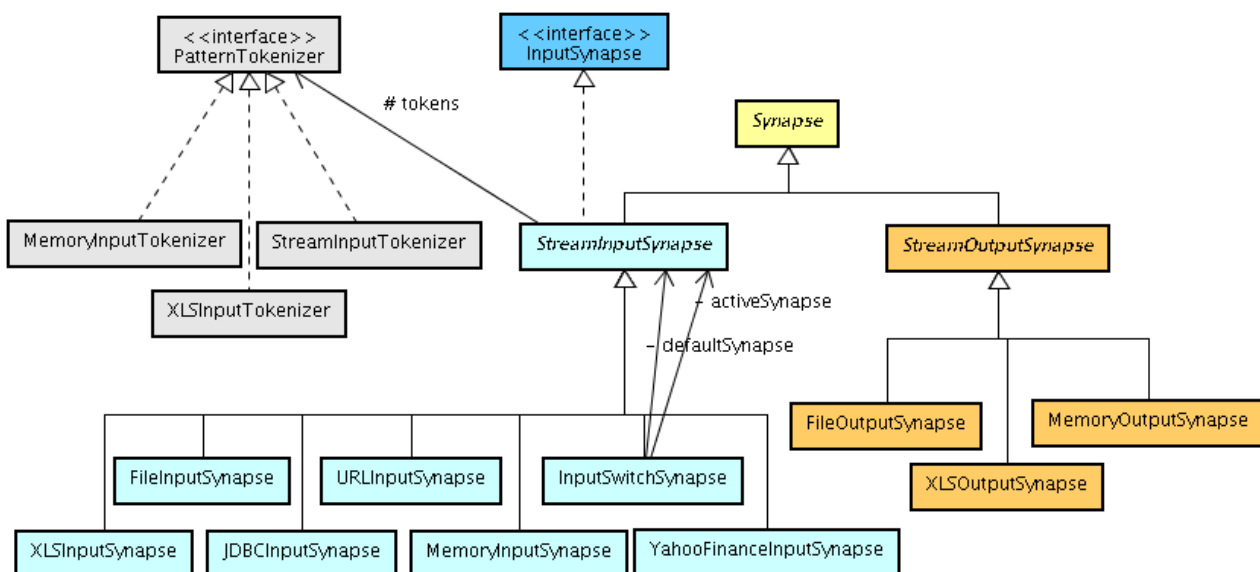 <<interface>>
PatternTokenizer
<<interface>>
InputSynapse
# tokens
Synapse
MemoryInputTokenizer
StreamInputTokenizer
StreamInputSynapse
StreamOutputSynapse
XLSInputTokenizer
- activeSynapse
- defaultSynapse
FileOutputSynapse
MemoryOutputSynapse
FileInputSynapse
URLInputSynapse
InputSwitchSynapse
XLSOutputSynapse
XLSInputSynapse
JDBCInputSynapse
MemoryInputSynapse
YahooFinanceInputSynapse